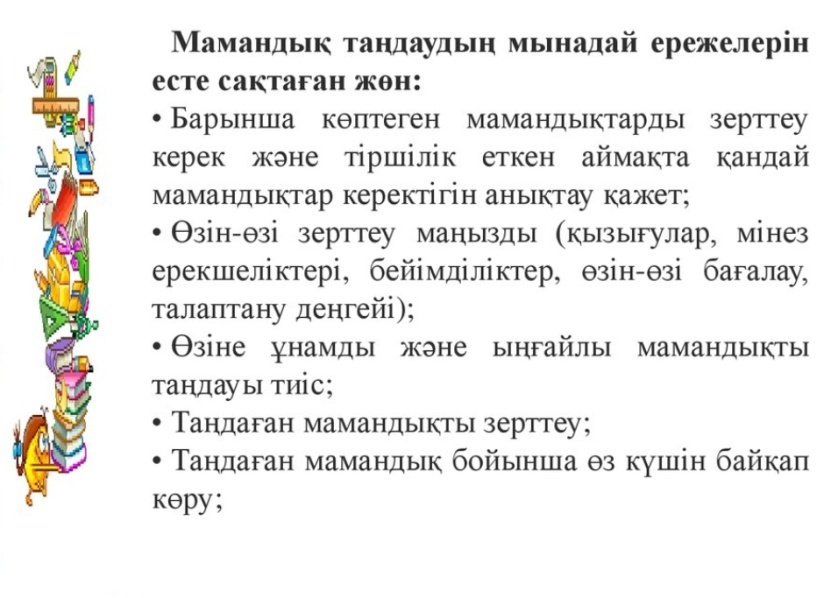 Мамандық таңдаудың мынадай ережелерін
есте сақтаған жөн:
• Барынша көптеген мамандықтарды зерттеу
керек және тіршілік еткен аймақта қандай
мамандықтар керектігін анықтау қажет;
• Өзін-өзі зерттеу маңызды (қызығулар, мінез
ерекшеліктері, бейімділіктер, өзін-өзі бағалау,
талаптану деңгейі);
• Өзіне ұнамды және ыңғайлы мамандықты
таңдауы тиіс;
• Таңдаған мамандықты зерттеу;
• Таңдаған мамандық бойынша өз күшін байқап
көру;